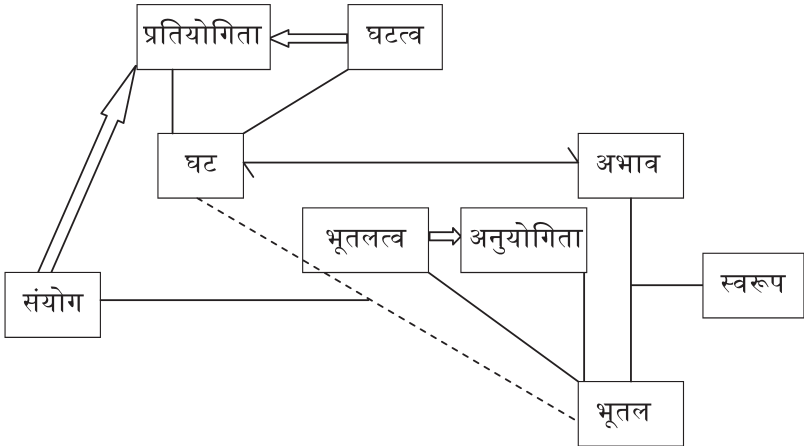 प्रतियोगिता
घटत्व
घट
अभाव
भूतलत्व
अनुयोगिता
संयोग
स्वरूप
भूतल